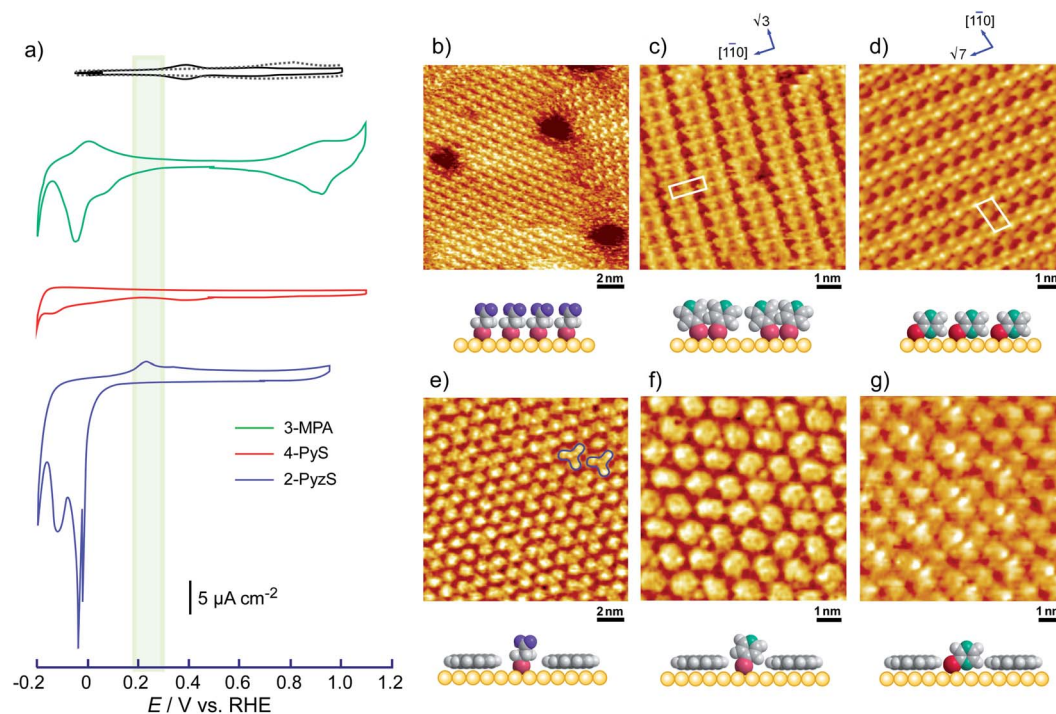 a)
3-MPA
4-PyS
2-PyzS
5 µA cm⁻²
-0.2 0 0.2 0.4 0.6 0.8 1.0 1.2
E / V vs. RHE
b)
2 nm
c)
√3
[11̄0]
1 nm
d)
[11̄0]
√7
1 nm
e)
2 nm
f)
1 nm
g)
1 nm